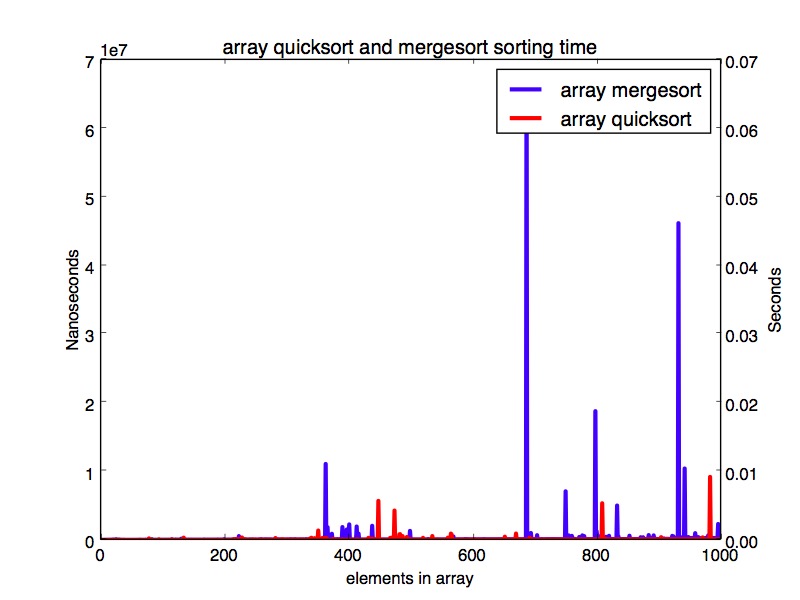 array quicksort and mergesort sorting time
1e7
7
6
5
4
3
2
1
0
Nanoseconds
array mergesort
array quicksort
0.07
0.06
0.05
0.04
0.03
0.02
0.01
0.00
Seconds
0 200 400 600 800 1000
elements in array